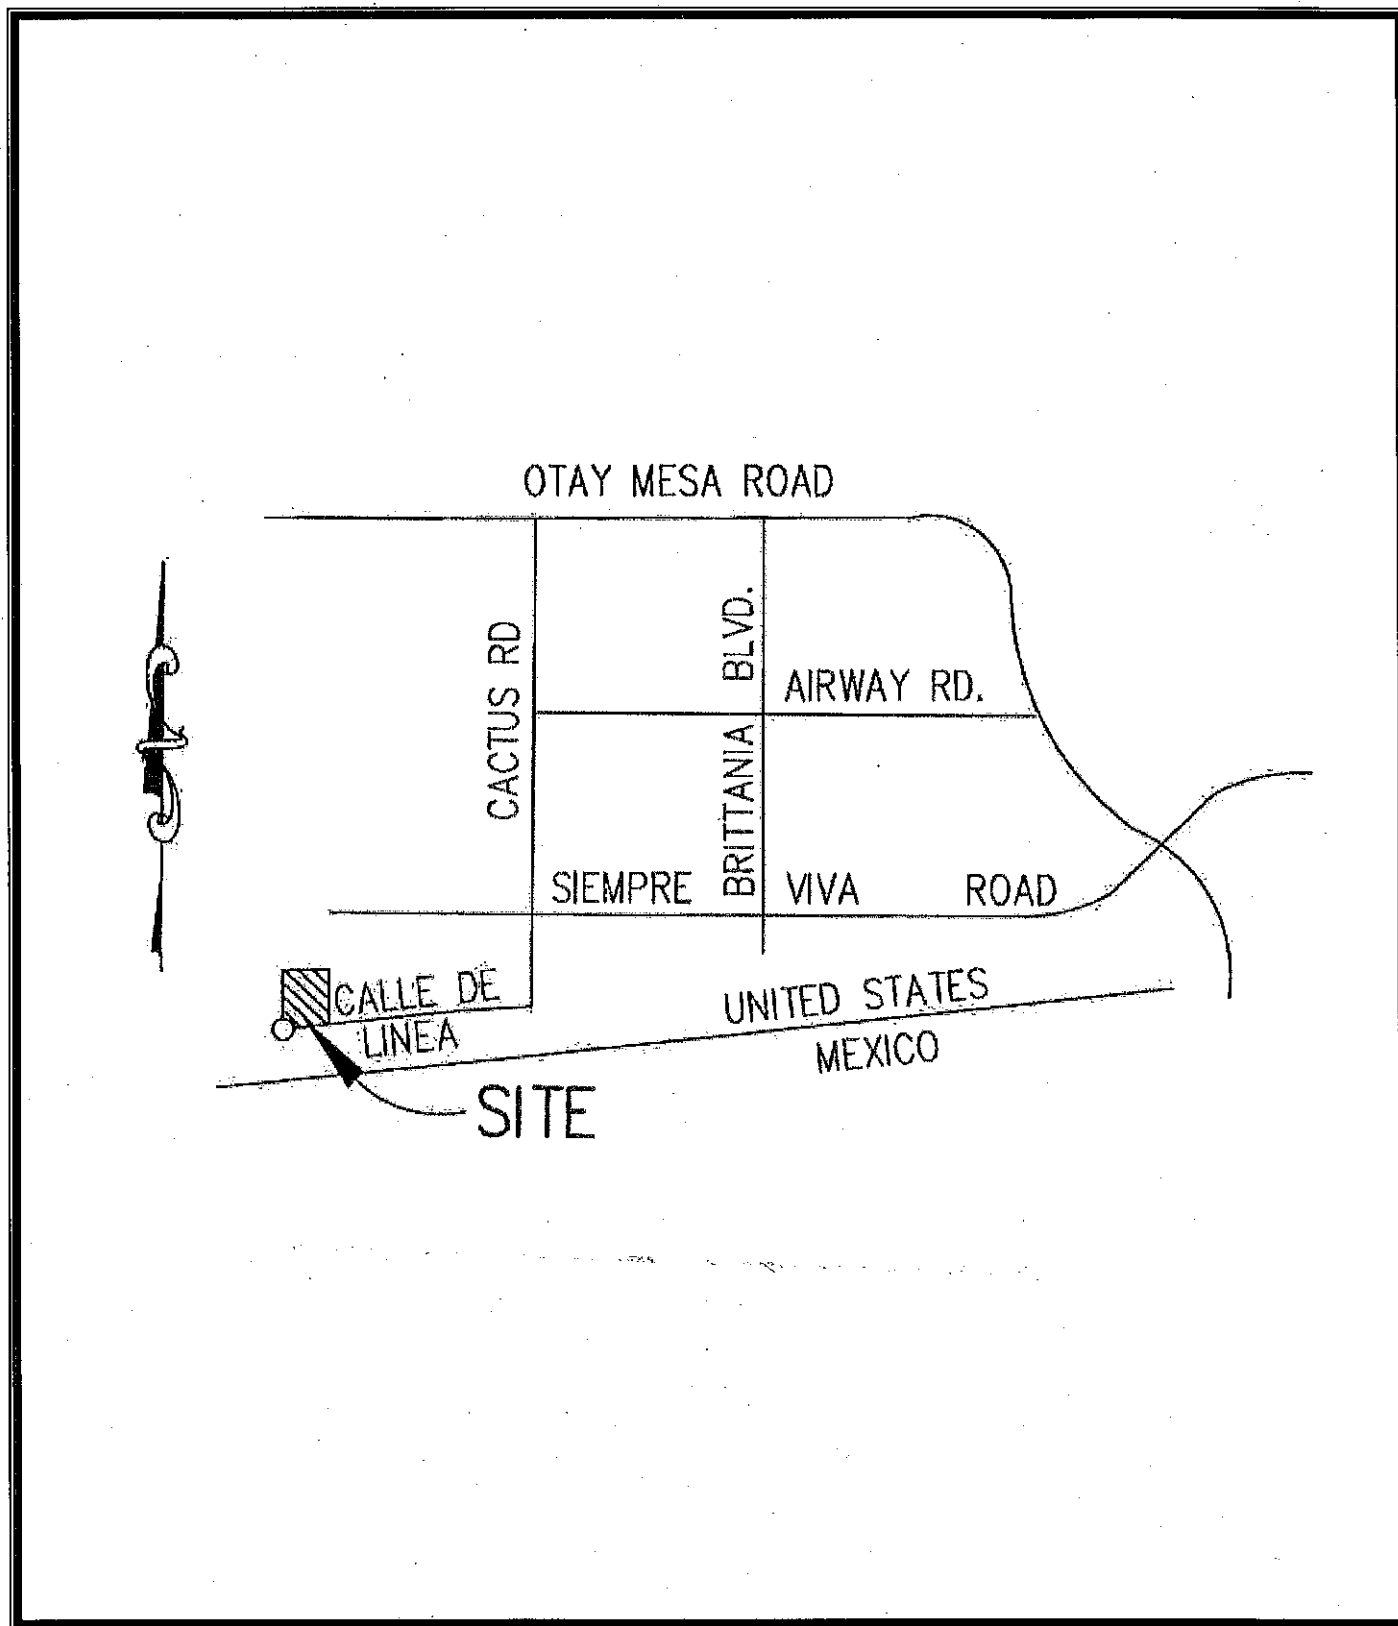 OTAY MESA ROAD
CACTUS RD
BRITTANIA BLVD.
AIRWAY RD.
SIEMPRE VIVA ROAD
CALLE DE
LINEA
UNITED STATES
MEXICO
SITE